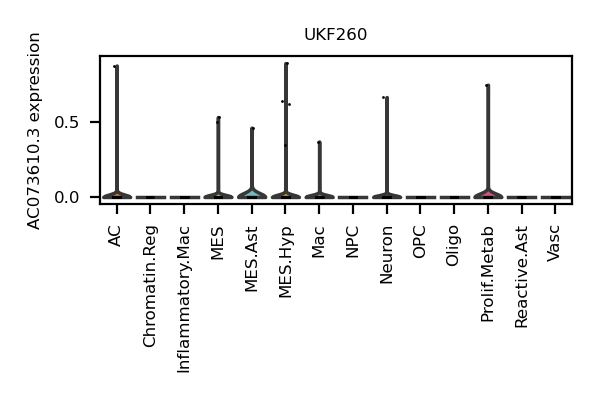 UKF260
AC073610.3 expression
0.5
0.0
AC
Chromatin.Reg
Inflammatory.Mac
MES
MES.Ast
MES.Hyp
Mac
NPC
Neuron
OPC
Oligo
Prolif.Metab
Reactive.Ast
Vasc